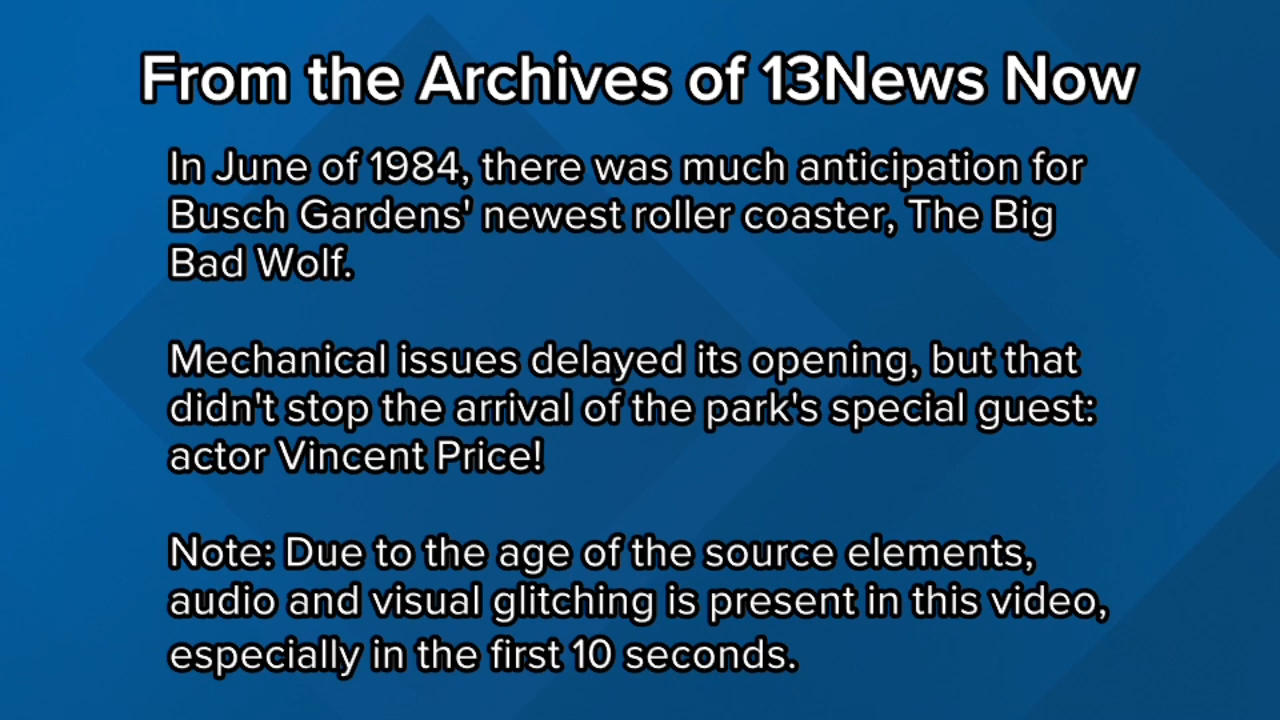 From the Archives of 13News Now
In June of 1984, there was much anticipation for
Busch Gardens' newest roller coaster, The Big
Bad Wolf.
Mechanical issues delayed its opening, but that
didn't stop the arrival of the park's special guest:
actor Vincent Price!
Note: Due to the age of the source elements,
audio and visual glitching is present in this video,
especially in the first 10 seconds.